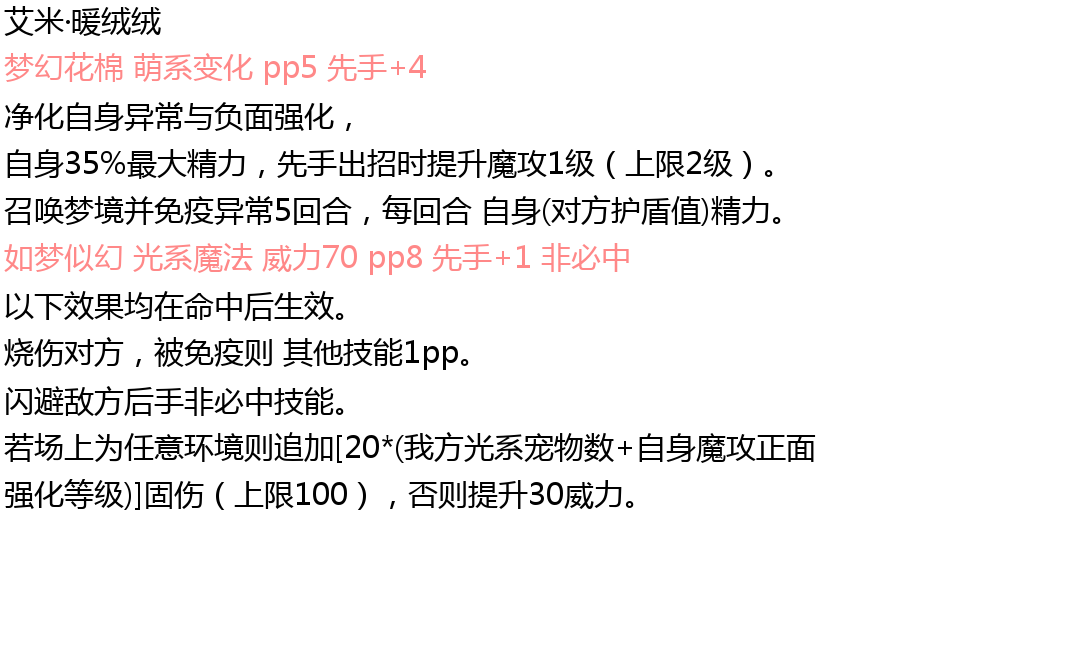 艾米·暖绒绒
梦幻花棉 萌系变化 pp5 先手+4
净化自身异常与负面强化，
自身35%最大精力，先手出招时提升魔攻1级（上限2级）。
召唤梦境并免疫异常5回合，每回合 自身(对方护盾值)精力。
如梦似幻 光系魔法 威力70 pp8 先手+1 非必中
以下效果均在命中后生效。
烧伤对方，被免疫则 其他技能1pp。
闪避敌方后手非必中技能。
若场上为任意环境则追加[20*(我方光系宠物数+自身魔攻正面
强化等级)]固伤（上限100），否则提升30威力。